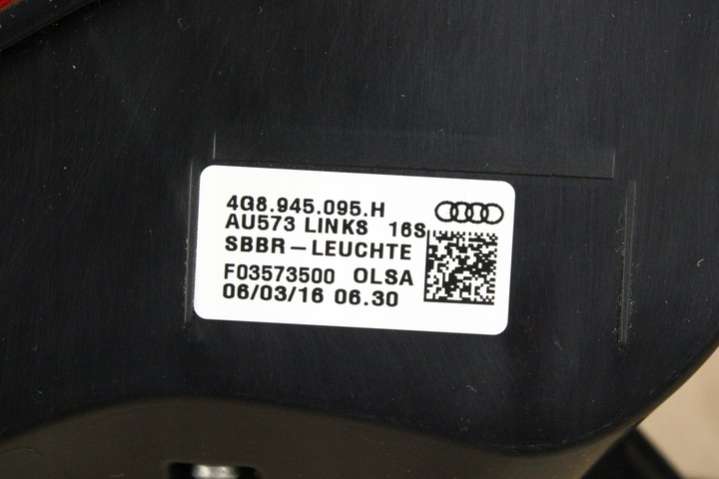 4G8.945.095.H
AU573 LINKS 16S
SBBR-LEUCHTE
F03573500 OLSA
06/03/16 06.30